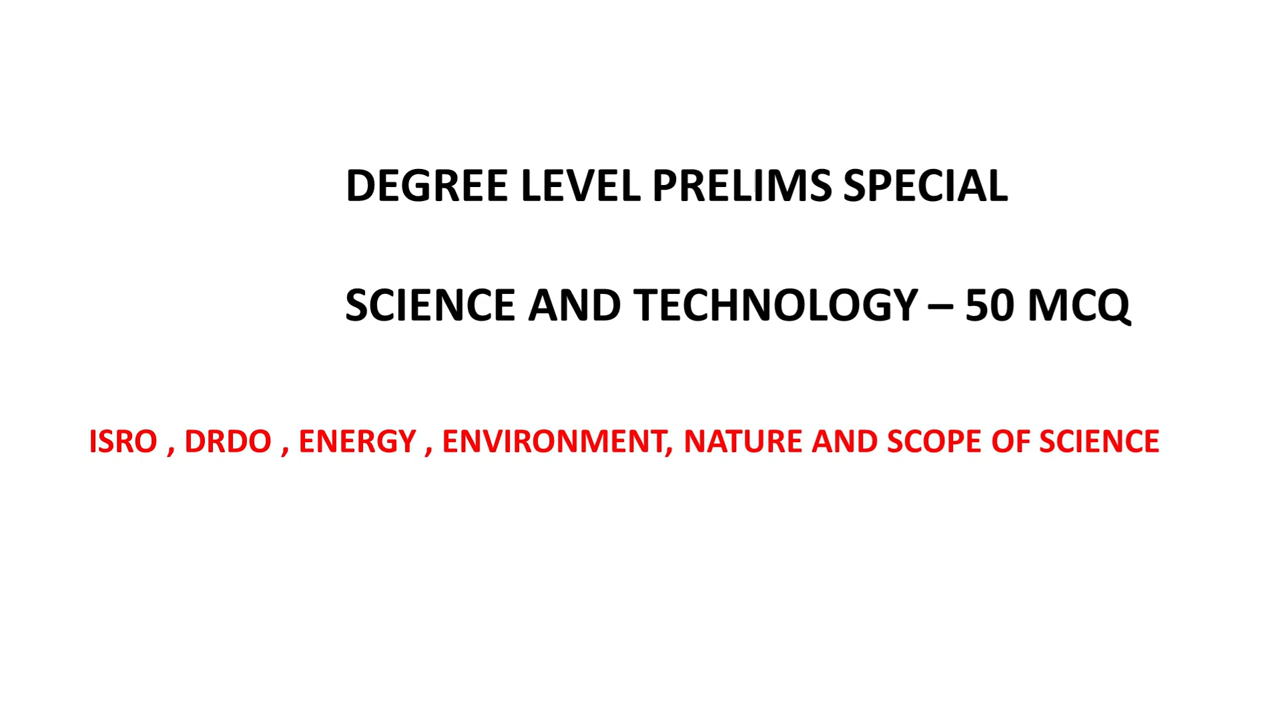 DEGREE LEVEL PRELIMS SPECIAL
SCIENCE AND TECHNOLOGY – 50 MCQ
ISRO , DRDO , ENERGY , ENVIRONMENT, NATURE AND SCOPE OF SCIENCE